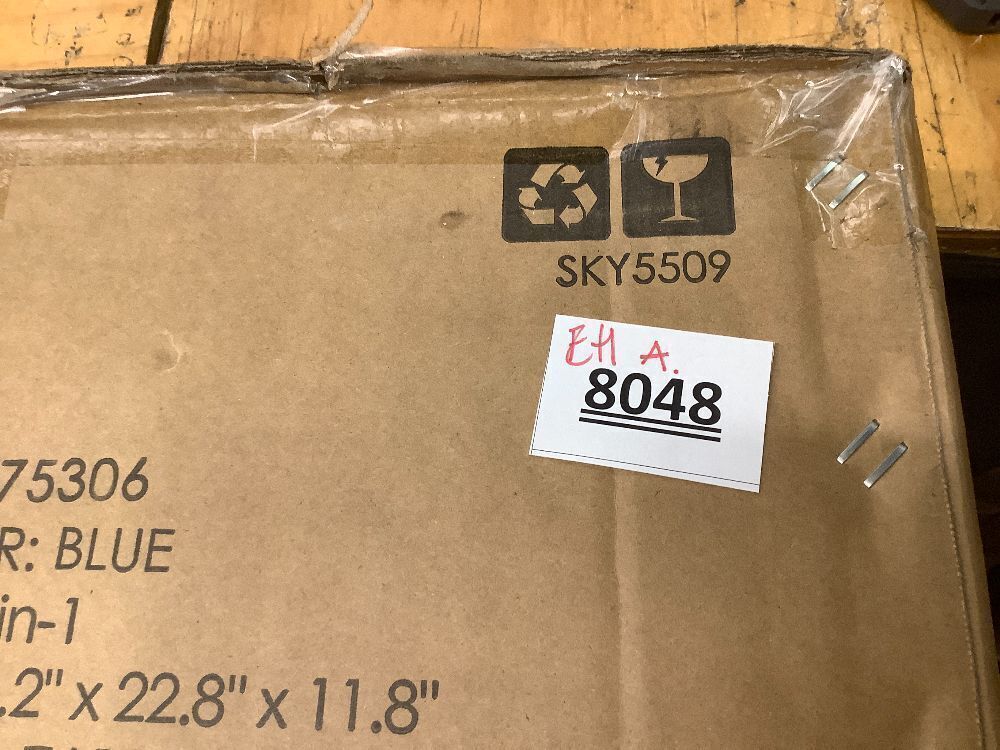 SKY5509
EH A.
8048
75306
R: BLUE
in-1
.2" x 22.8" x 11.8"